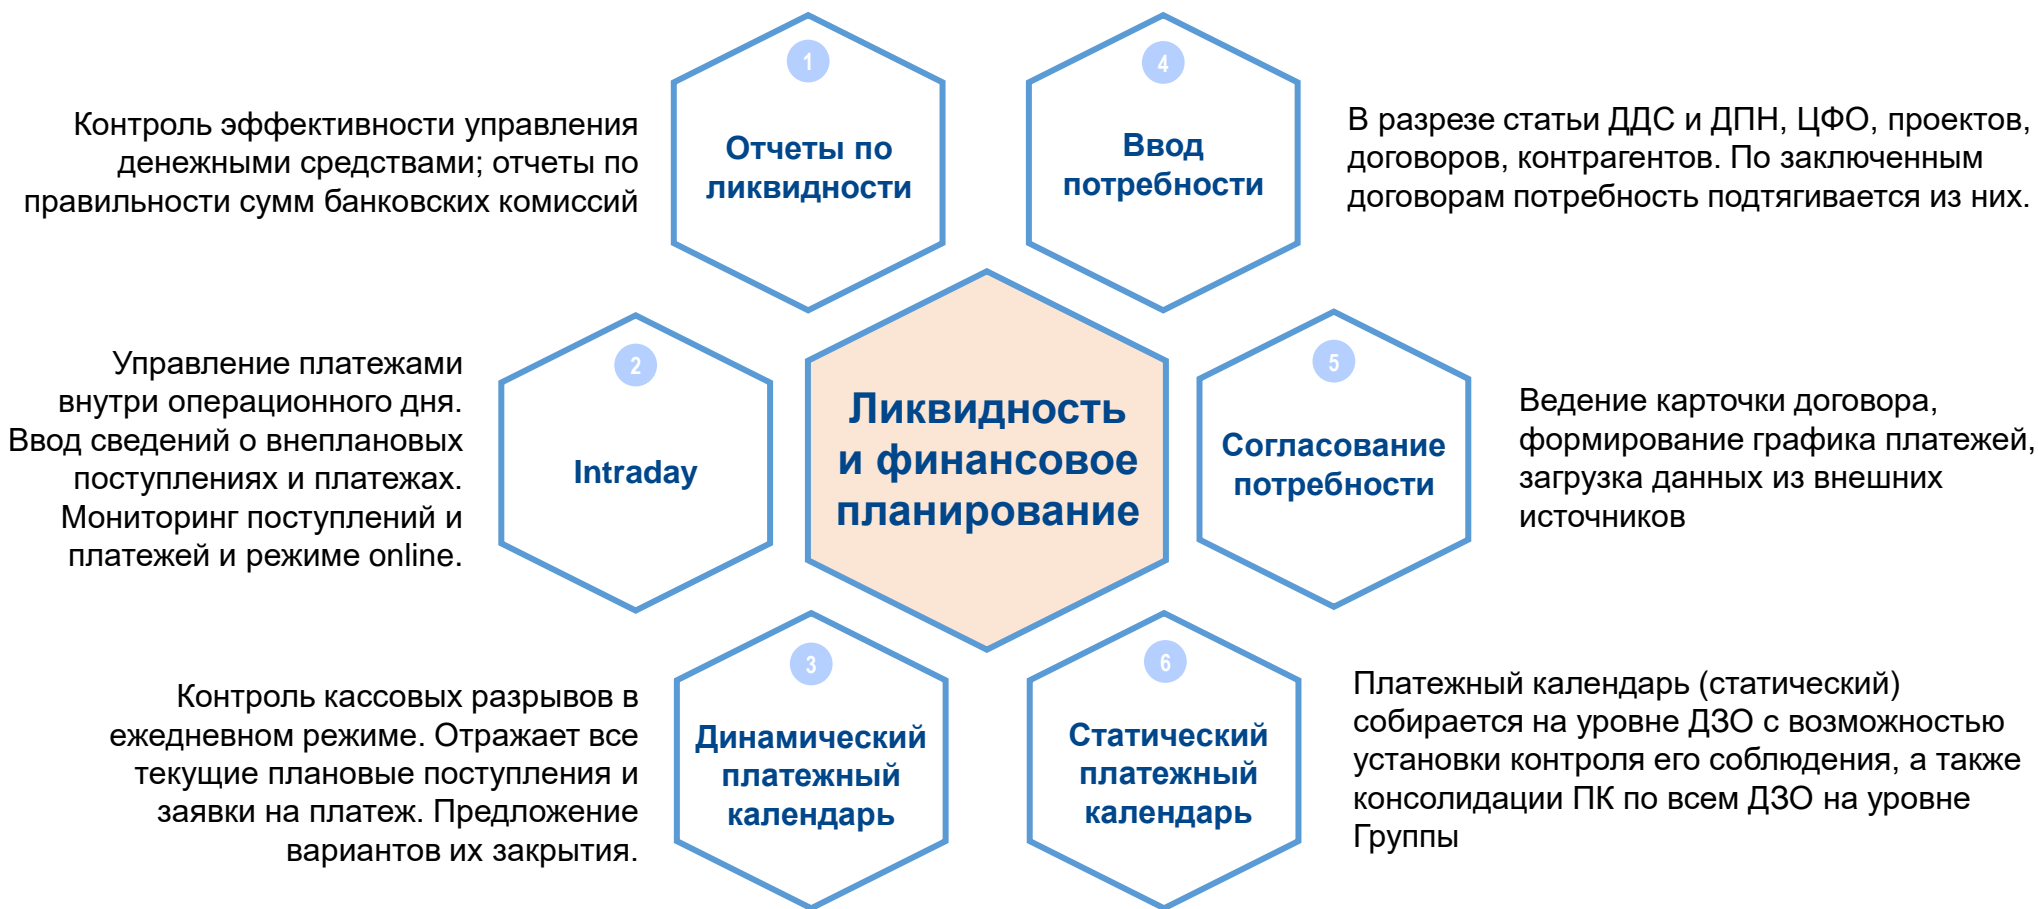 1
Отчеты по
ликвидности
Контроль эффективности управления
денежными средствами; отчеты по
правильности сумм банковских комиссий
4
Ввод
потребности
В разрезе статьи ДДС и ДПН, ЦФО, проектов,
договоров, контрагентов. По заключенным
договорам потребность подтягивается из них.
2
Intraday
Управление платежами
внутри операционного дня.
Ввод сведений о внеплановых
поступлениях и платежах.
Мониторинг поступлений и
платежей и режиме online.
Ликвидность
и финансовое
планирование
5
Согласование
потребности
Ведение карточки договора,
формирование графика платежей,
загрузка данных из внешних
источников
3
Динамический
платежный
календарь
Контроль кассовых разрывов в
ежедневном режиме. Отражает все
текущие плановые поступления и
заявки на платеж. Предложение
вариантов их закрытия.
6
Статический
платежный
календарь
Платежный календарь (статический)
собирается на уровне ДЗО с возможностью
установки контроля его соблюдения, а также
консолидации ПК по всем ДЗО на уровне
Группы